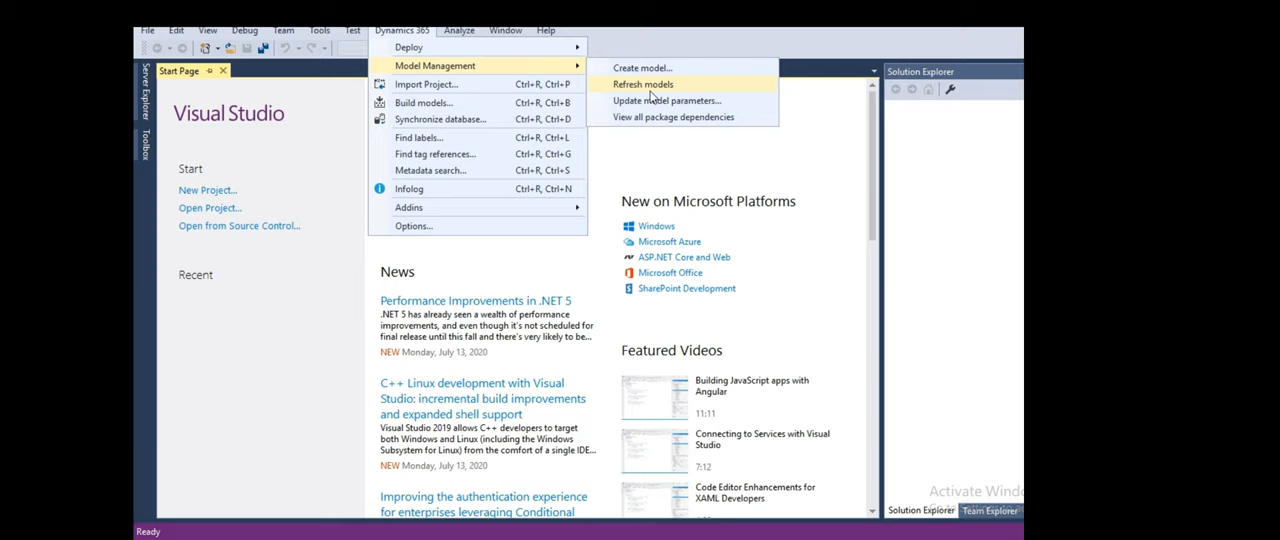 File Edit View Debug Team Tools Test Dynamics 365 Analyze Window Help
Server Explorer
Toolbox
Start Page
Visual Studio
Start
New Project...
Open Project...
Open from Source Control...
Recent
Deploy
Model Management
Import Project... Ctrl+R, Ctrl+P
Build models... Ctrl+R, Ctrl+B
Synchronize database... Ctrl+R, Ctrl+D
Find labels... Ctrl+R, Ctrl+L
Find tag references... Ctrl+R, Ctrl+G
Metadata search... Ctrl+R, Ctrl+S
Infolog Ctrl+R, Ctrl+N
Addins
Options...
Create model...
Refresh models
Update model parameters...
View all package dependencies
News
Performance Improvements in .NET 5
.NET 5 has already seen a wealth of performance
improvements, and even though it's not scheduled for
final release until this fall and there's very likely to be...
NEW Monday, July 13, 2020
C++ Linux development with Visual
Studio: incremental build improvements
and expanded shell support
Visual Studio 2019 allows C++ developers to target
both Windows and Linux (including the Windows
Subsystem for Linux) from the comfort of a single IDE...
NEW Monday, July 13, 2020
Improving the authentication experience
for enterprises leveraging Conditional
New on Microsoft Platforms
Windows
Microsoft Azure
ASP.NET Core and Web
Microsoft Office
SharePoint Development
Featured Videos
Building JavaScript apps with
Angular
11:11
Connecting to Services with Visual
Studio
7:12
Code Editor Enhancements for
XAML Developers
Solution Explorer
Activate Windo
Solution Explorer Team Explorer
Ready